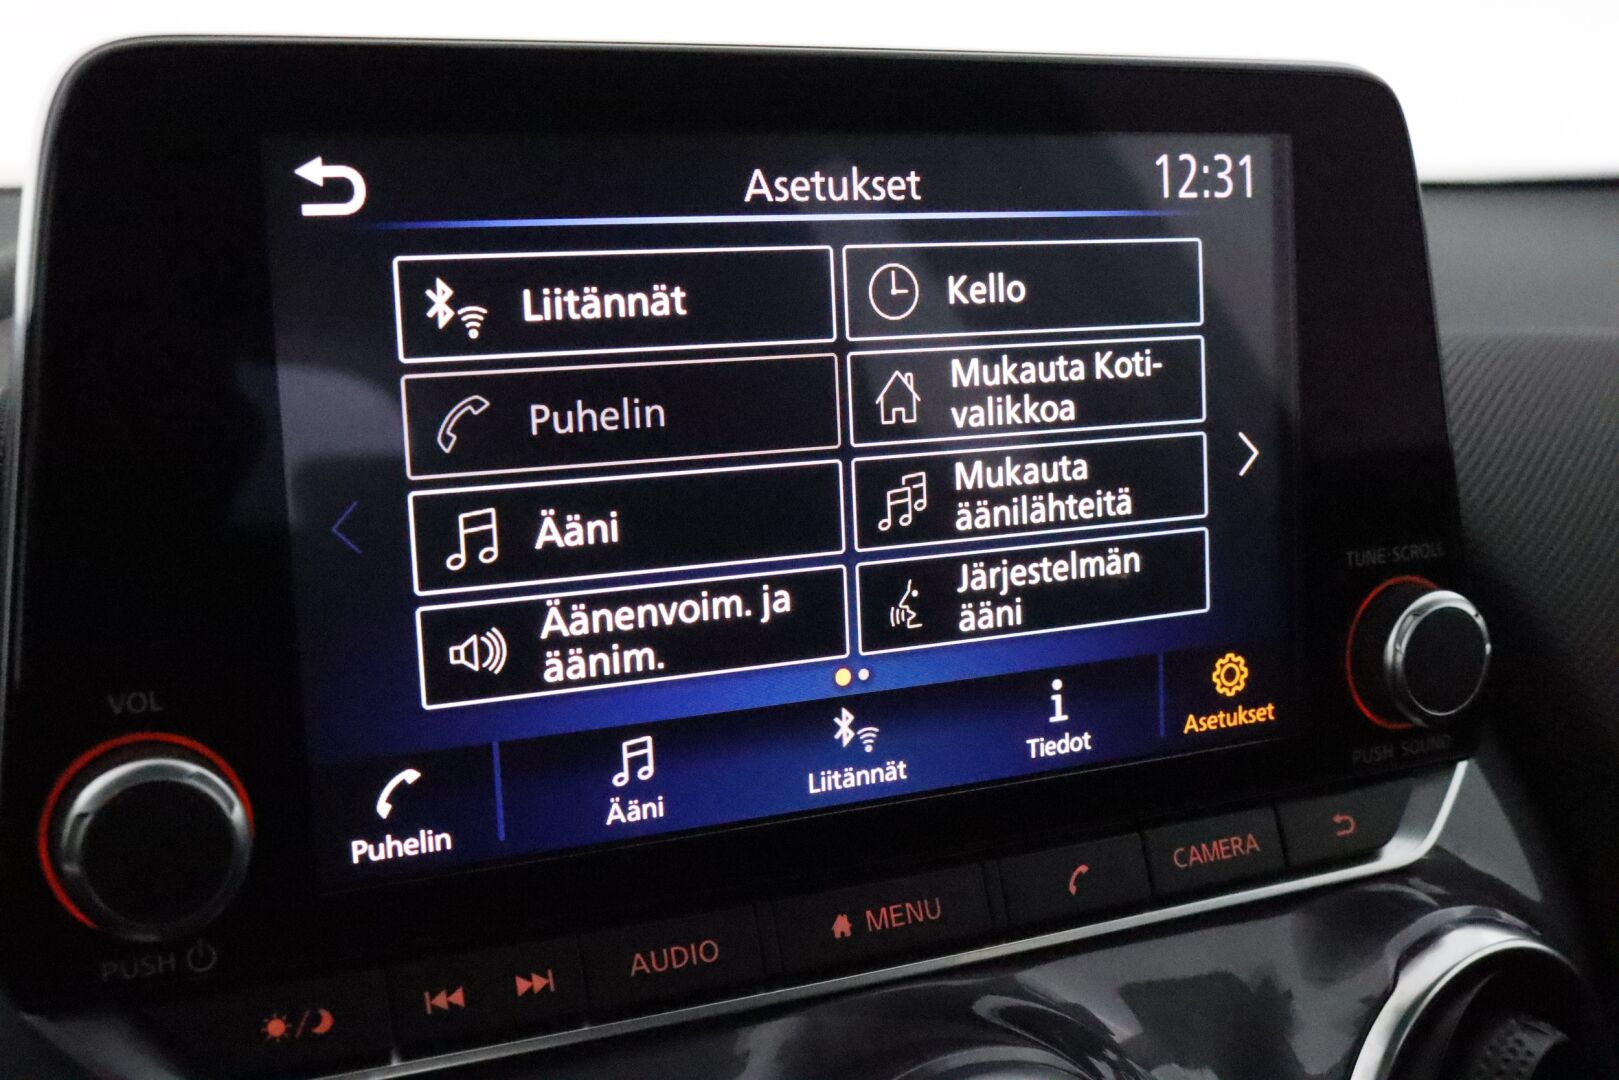 Asetukset
12:31
Liitännät
Kello
Puhelin
Mukauta Koti-
valikkoa
Ääni
Mukauta
äänilähteitä
Äänenvoim. ja
äänim.
Järjestelmän
ääni
Puhelin
Ääni
Liitännät
Tiedot
Asetukset
VOL
PUSH
TUNE·SCROLL
PUSH SOUND
AUDIO
MENU
CAMERA